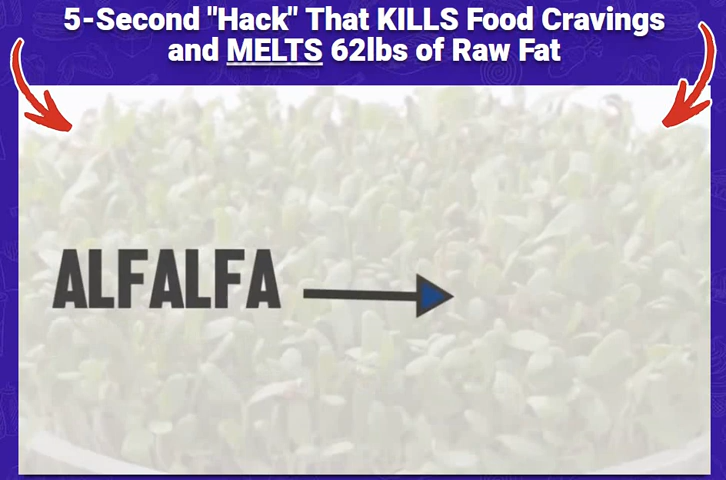 5-Second "Hack" That KILLS Food Cravings
and MELTS 62lbs of Raw Fat
ALFALFA